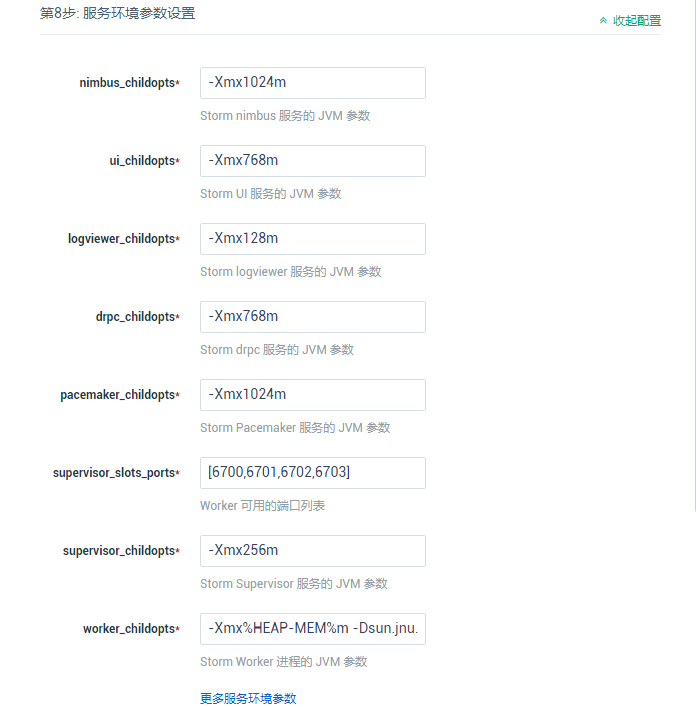 第8步: 服务环境参数设置
收起配置
nimbus_childopts*
-Xmx1024m
Storm nimbus 服务的 JVM 参数
ui_childopts*
-Xmx768m
Storm UI 服务的 JVM 参数
logviewer_childopts*
-Xmx128m
Storm logviewer 服务的 JVM 参数
drpc_childopts*
-Xmx768m
Storm drpc 服务的 JVM 参数
pacemaker_childopts*
-Xmx1024m
Storm Pacemaker 服务的 JVM 参数
supervisor_slots_ports*
[6700,6701,6702,6703]
Worker 可用的端口列表
supervisor_childopts*
-Xmx256m
Storm Supervisor 服务的 JVM 参数
worker_childopts*
-Xmx%HEAP-MEM%m -Dsun.jnu.
Storm Worker 进程的 JVM 参数
更多服务环境参数